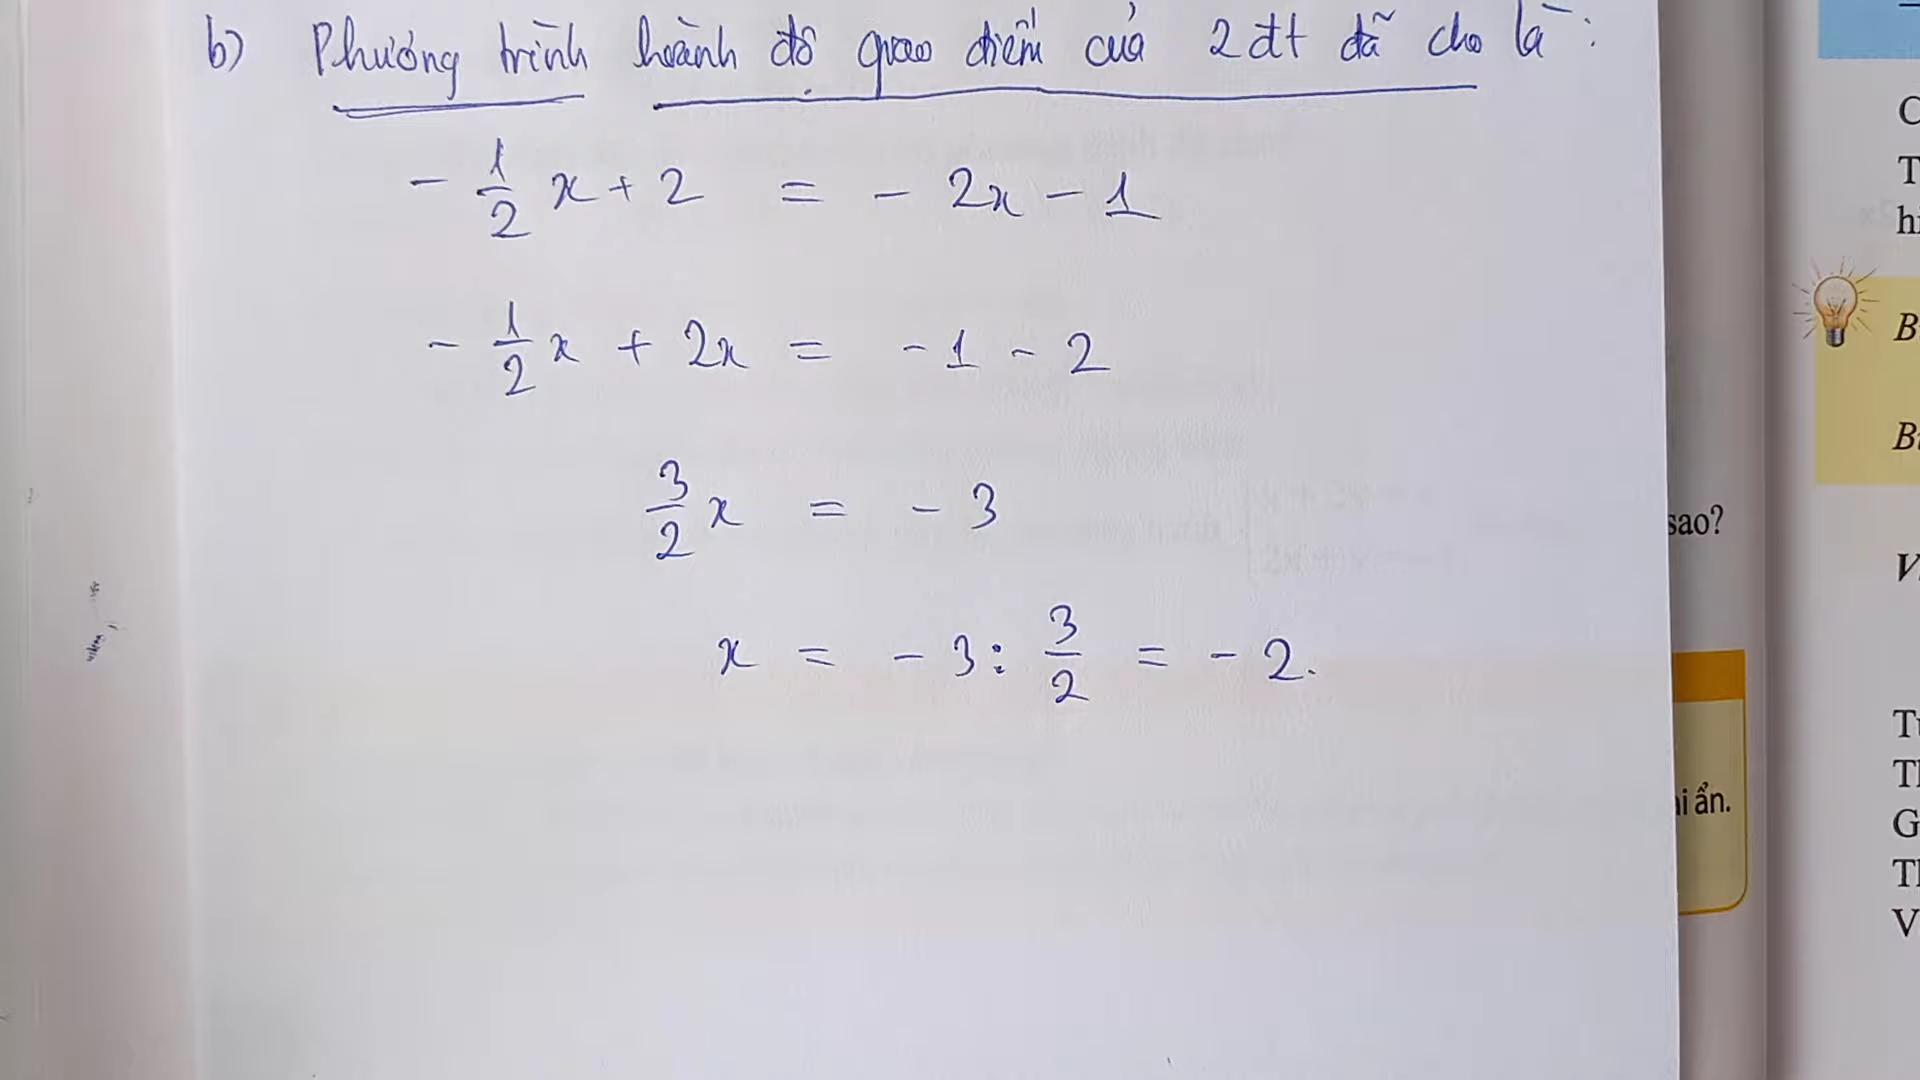 b) Phương trình hoành độ giao điểm của 2 đt đã cho là :
- 1/2 x + 2 = - 2x - 1
- 1/2 x + 2x = - 1 - 2
3/2 x = - 3
x = - 3 : 3/2 = - 2.
sao?
ẩn.